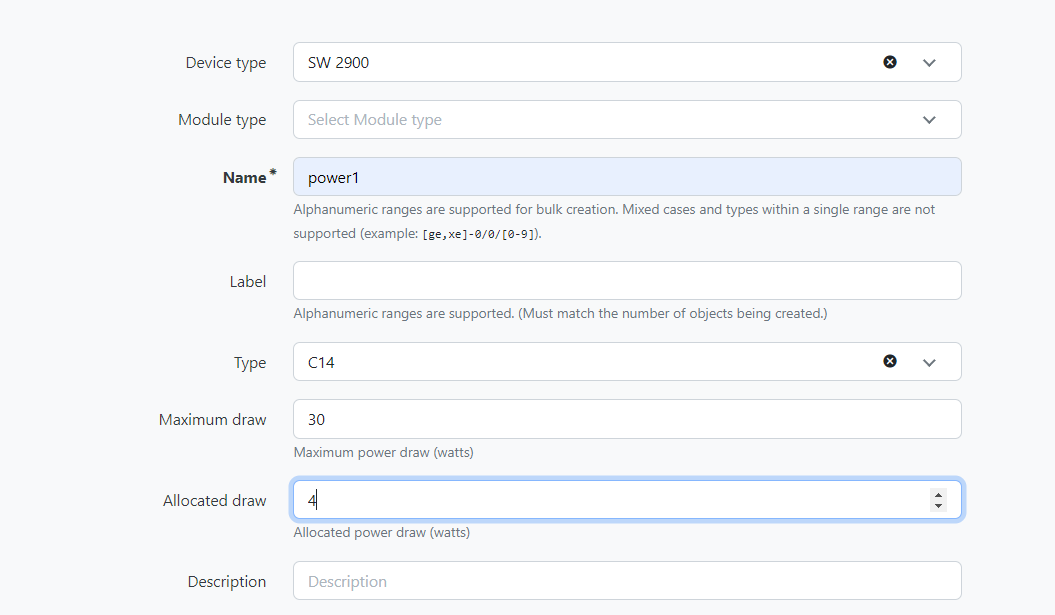 Device type
SW 2900
Module type
Select Module type
Name*
power1
Alphanumeric ranges are supported for bulk creation. Mixed cases and types within a single range are not
supported (example: [ge,xe]-0/0/[0-9]).
Label
Alphanumeric ranges are supported. (Must match the number of objects being created.)
Type
C14
Maximum draw
30
Maximum power draw (watts)
Allocated draw
4
Allocated power draw (watts)
Description
Description